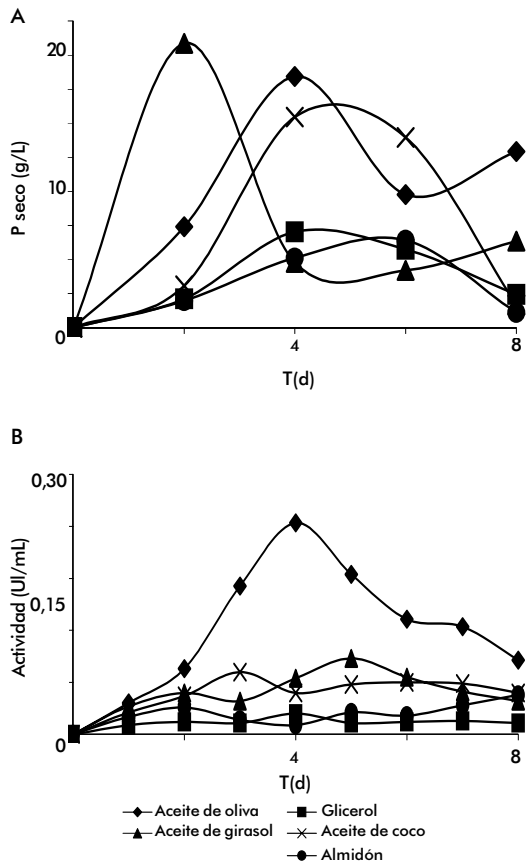 A
20
10
0
P seco (g/L)
4
8
T(d)
B
0,30
0,15
0
Actividad (UI/mL)
4
8
T(d)
Aceite de oliva
Glicerol
Aceite de girasol
Aceite de coco
Almidón